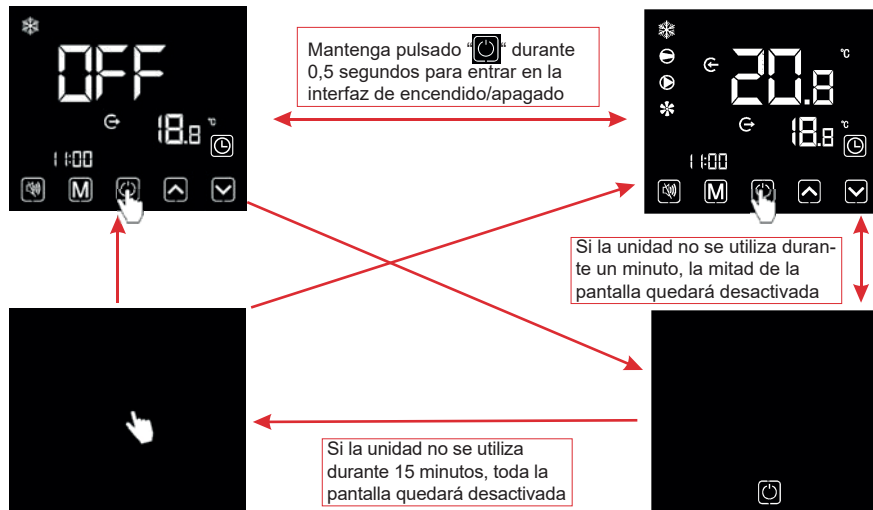 OFF
18.8 °C
11:00
M
Mantenga pulsado “ “ durante
0,5 segundos para entrar en la
interfaz de encendido/apagado
20.8 °C
18.8 °C
11:00
M
Si la unidad no se utiliza duran-
te un minuto, la mitad de la
pantalla quedará desactivada
Si la unidad no se utiliza
durante 15 minutos, toda la
pantalla quedará desactivada